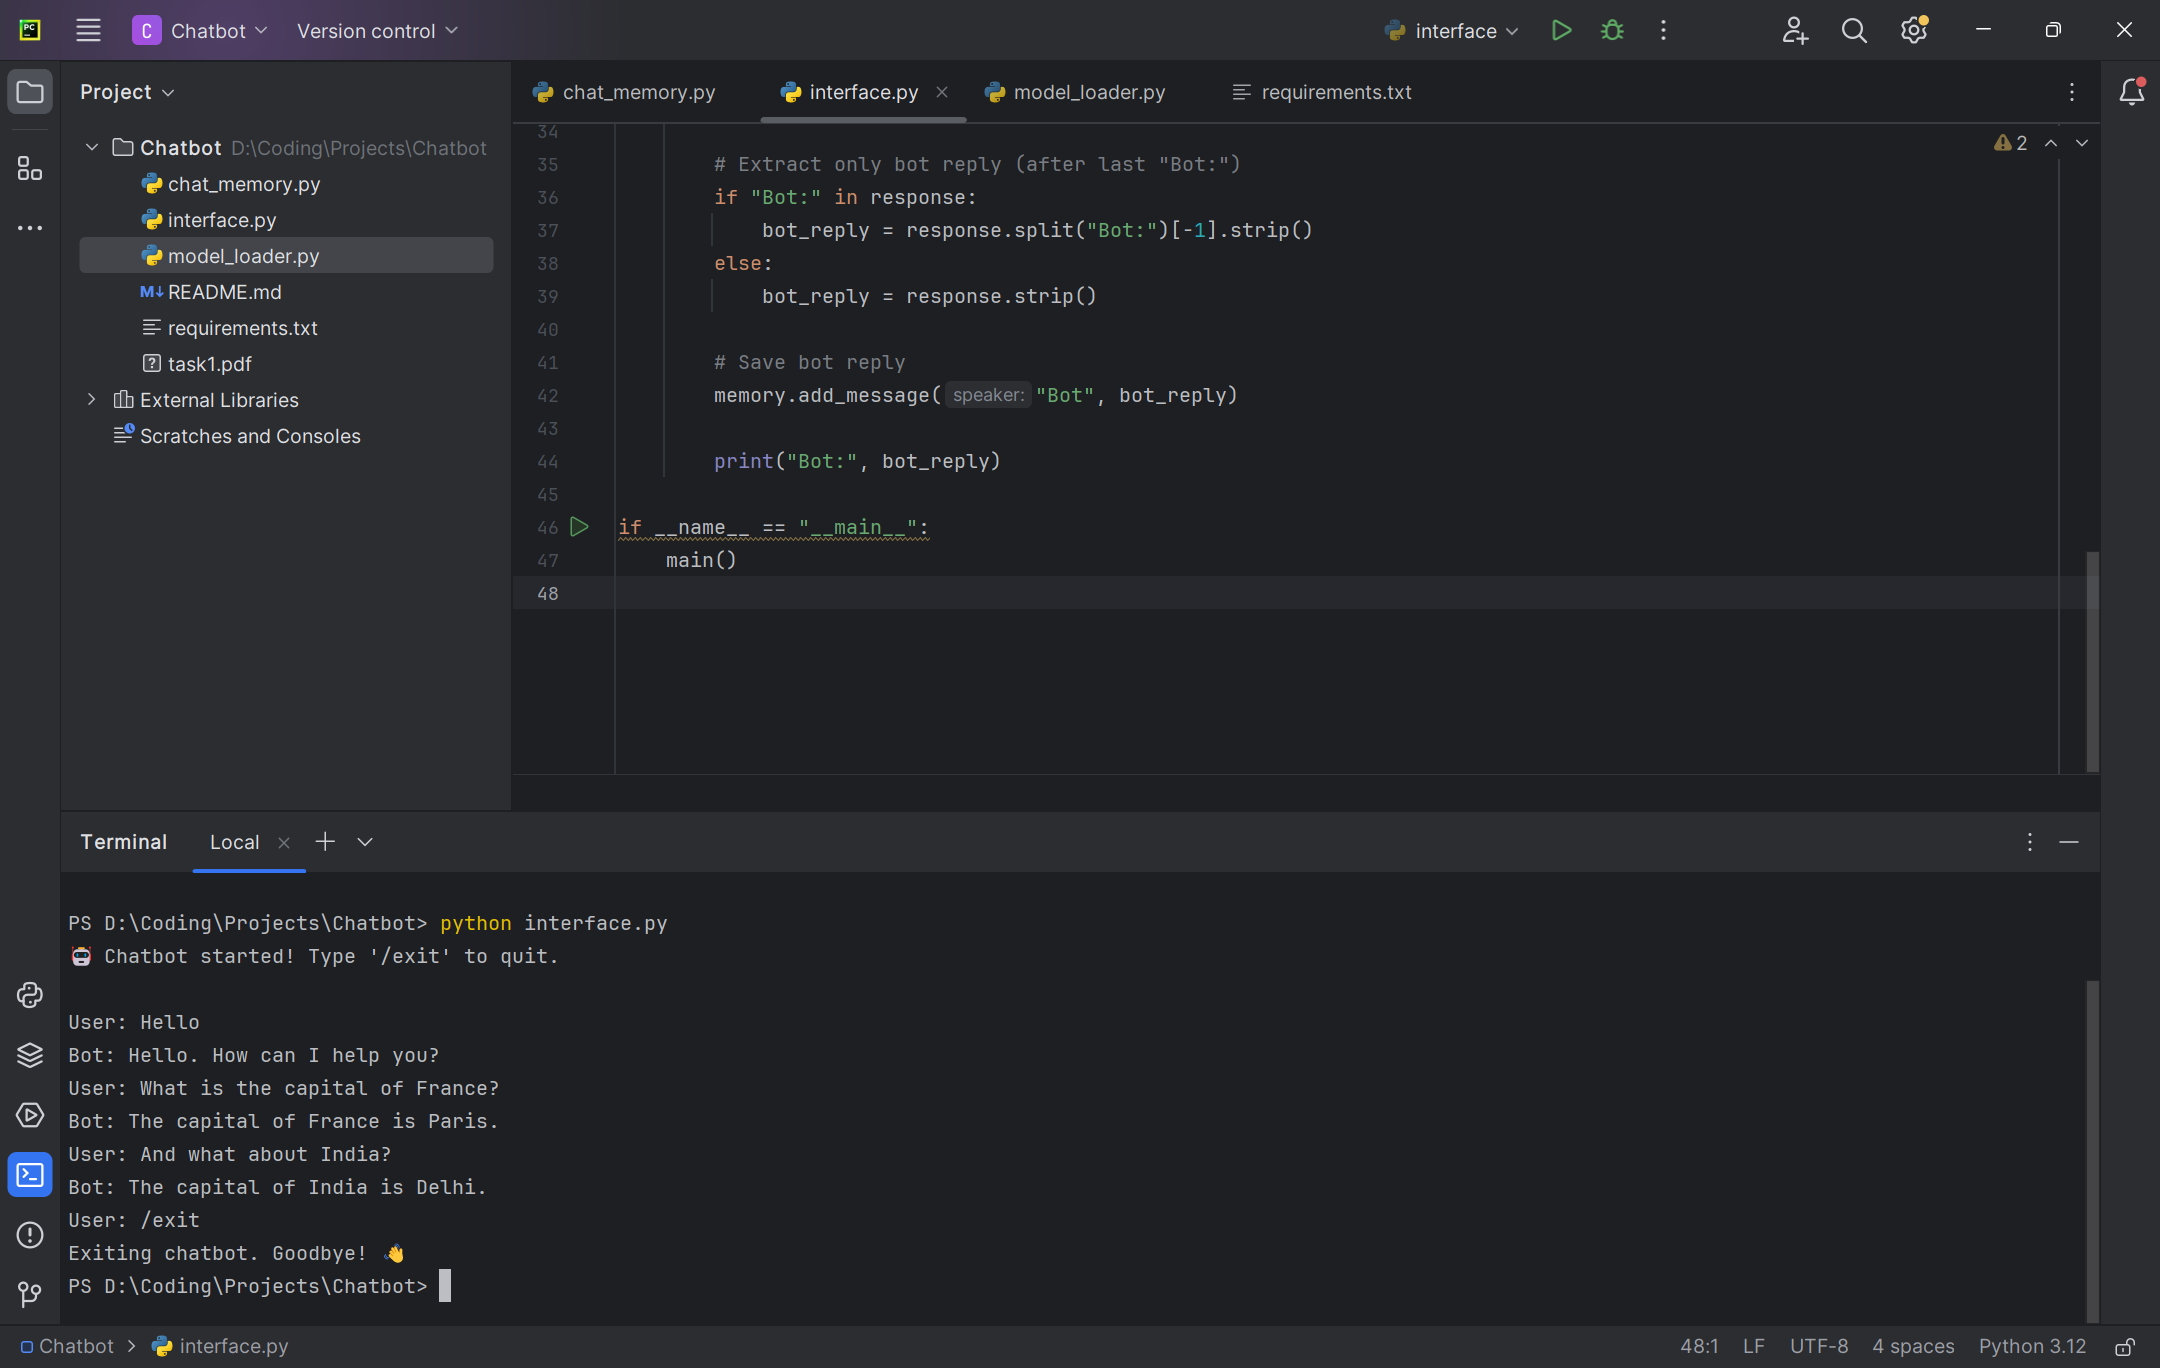 PC
C Chatbot Version control interface
Project
chat_memory.py interface.py model_loader.py requirements.txt
Chatbot D:\Coding\Projects\Chatbot
chat_memory.py
interface.py
model_loader.py
M↓ README.md
requirements.txt
? task1.pdf
External Libraries
Scratches and Consoles
2
34
35 # Extract only bot reply (after last "Bot:")
36 if "Bot:" in response:
37 bot_reply = response.split("Bot:")[-1].strip()
38 else:
39 bot_reply = response.strip()
40
41 # Save bot reply
42 memory.add_message( speaker: "Bot", bot_reply)
43
44 print("Bot:", bot_reply)
45
46 if __name__ == "__main__":
47 main()
48
Terminal Local
PS D:\Coding\Projects\Chatbot> python interface.py
🤖 Chatbot started! Type '/exit' to quit.
User: Hello
Bot: Hello. How can I help you?
User: What is the capital of France?
Bot: The capital of France is Paris.
User: And what about India?
Bot: The capital of India is Delhi.
User: /exit
Exiting chatbot. Goodbye! 👋
PS D:\Coding\Projects\Chatbot>
Chatbot > interface.py 48:1 LF UTF-8 4 spaces Python 3.12